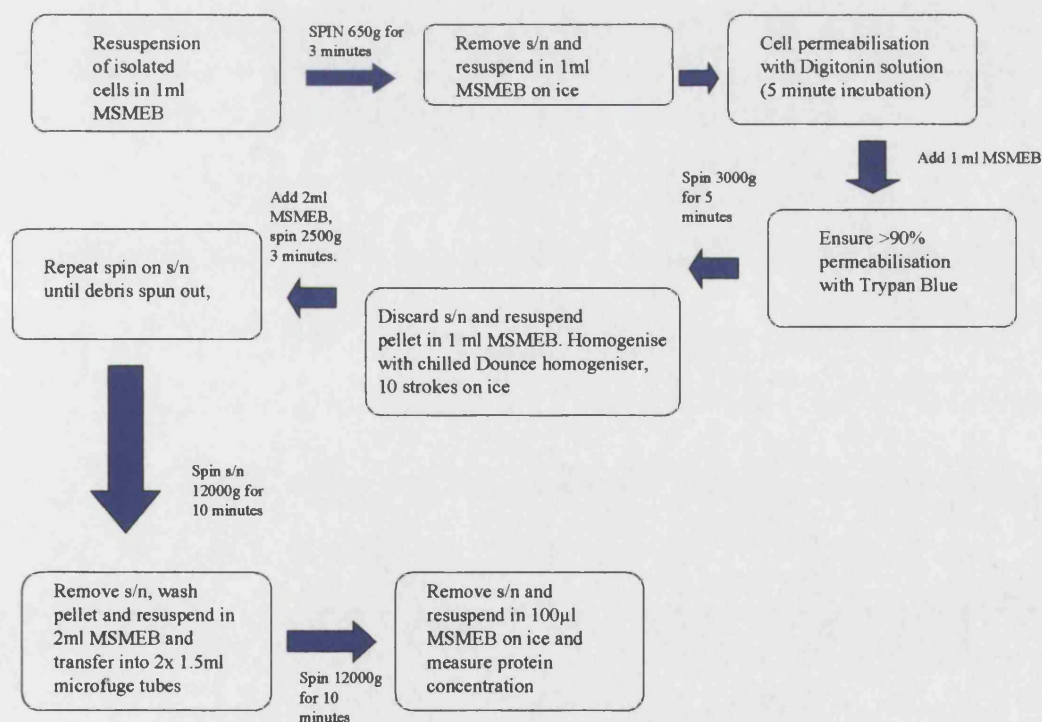 Resuspension
of isolated
cells in 1ml
MSMEB
SPIN 650g for
3 minutes
Remove s/n and
resuspend in 1ml
MSMEB on ice
Cell permeabilisation
with Digitonin solution
(5 minute incubation)
Add 1 ml MSMEB
Ensure >90%
permeabilisation
with Trypan Blue
Spin 3000g
for 5
minutes
Discard s/n and resuspend
pellet in 1 ml MSMEB. Homogenise
with chilled Dounce homogeniser,
10 strokes on ice
Add 2ml
MSMEB,
spin 2500g
3 minutes.
Repeat spin on s/n
until debris spun out,
Spin s/n
12000g for
10 minutes
Remove s/n, wash
pellet and resuspend in
2ml MSMEB and
transfer into 2x 1.5ml
microfuge tubes
Spin 12000g
for 10
minutes
Remove s/n and
resuspend in 100µl
MSMEB on ice and
measure protein
concentration